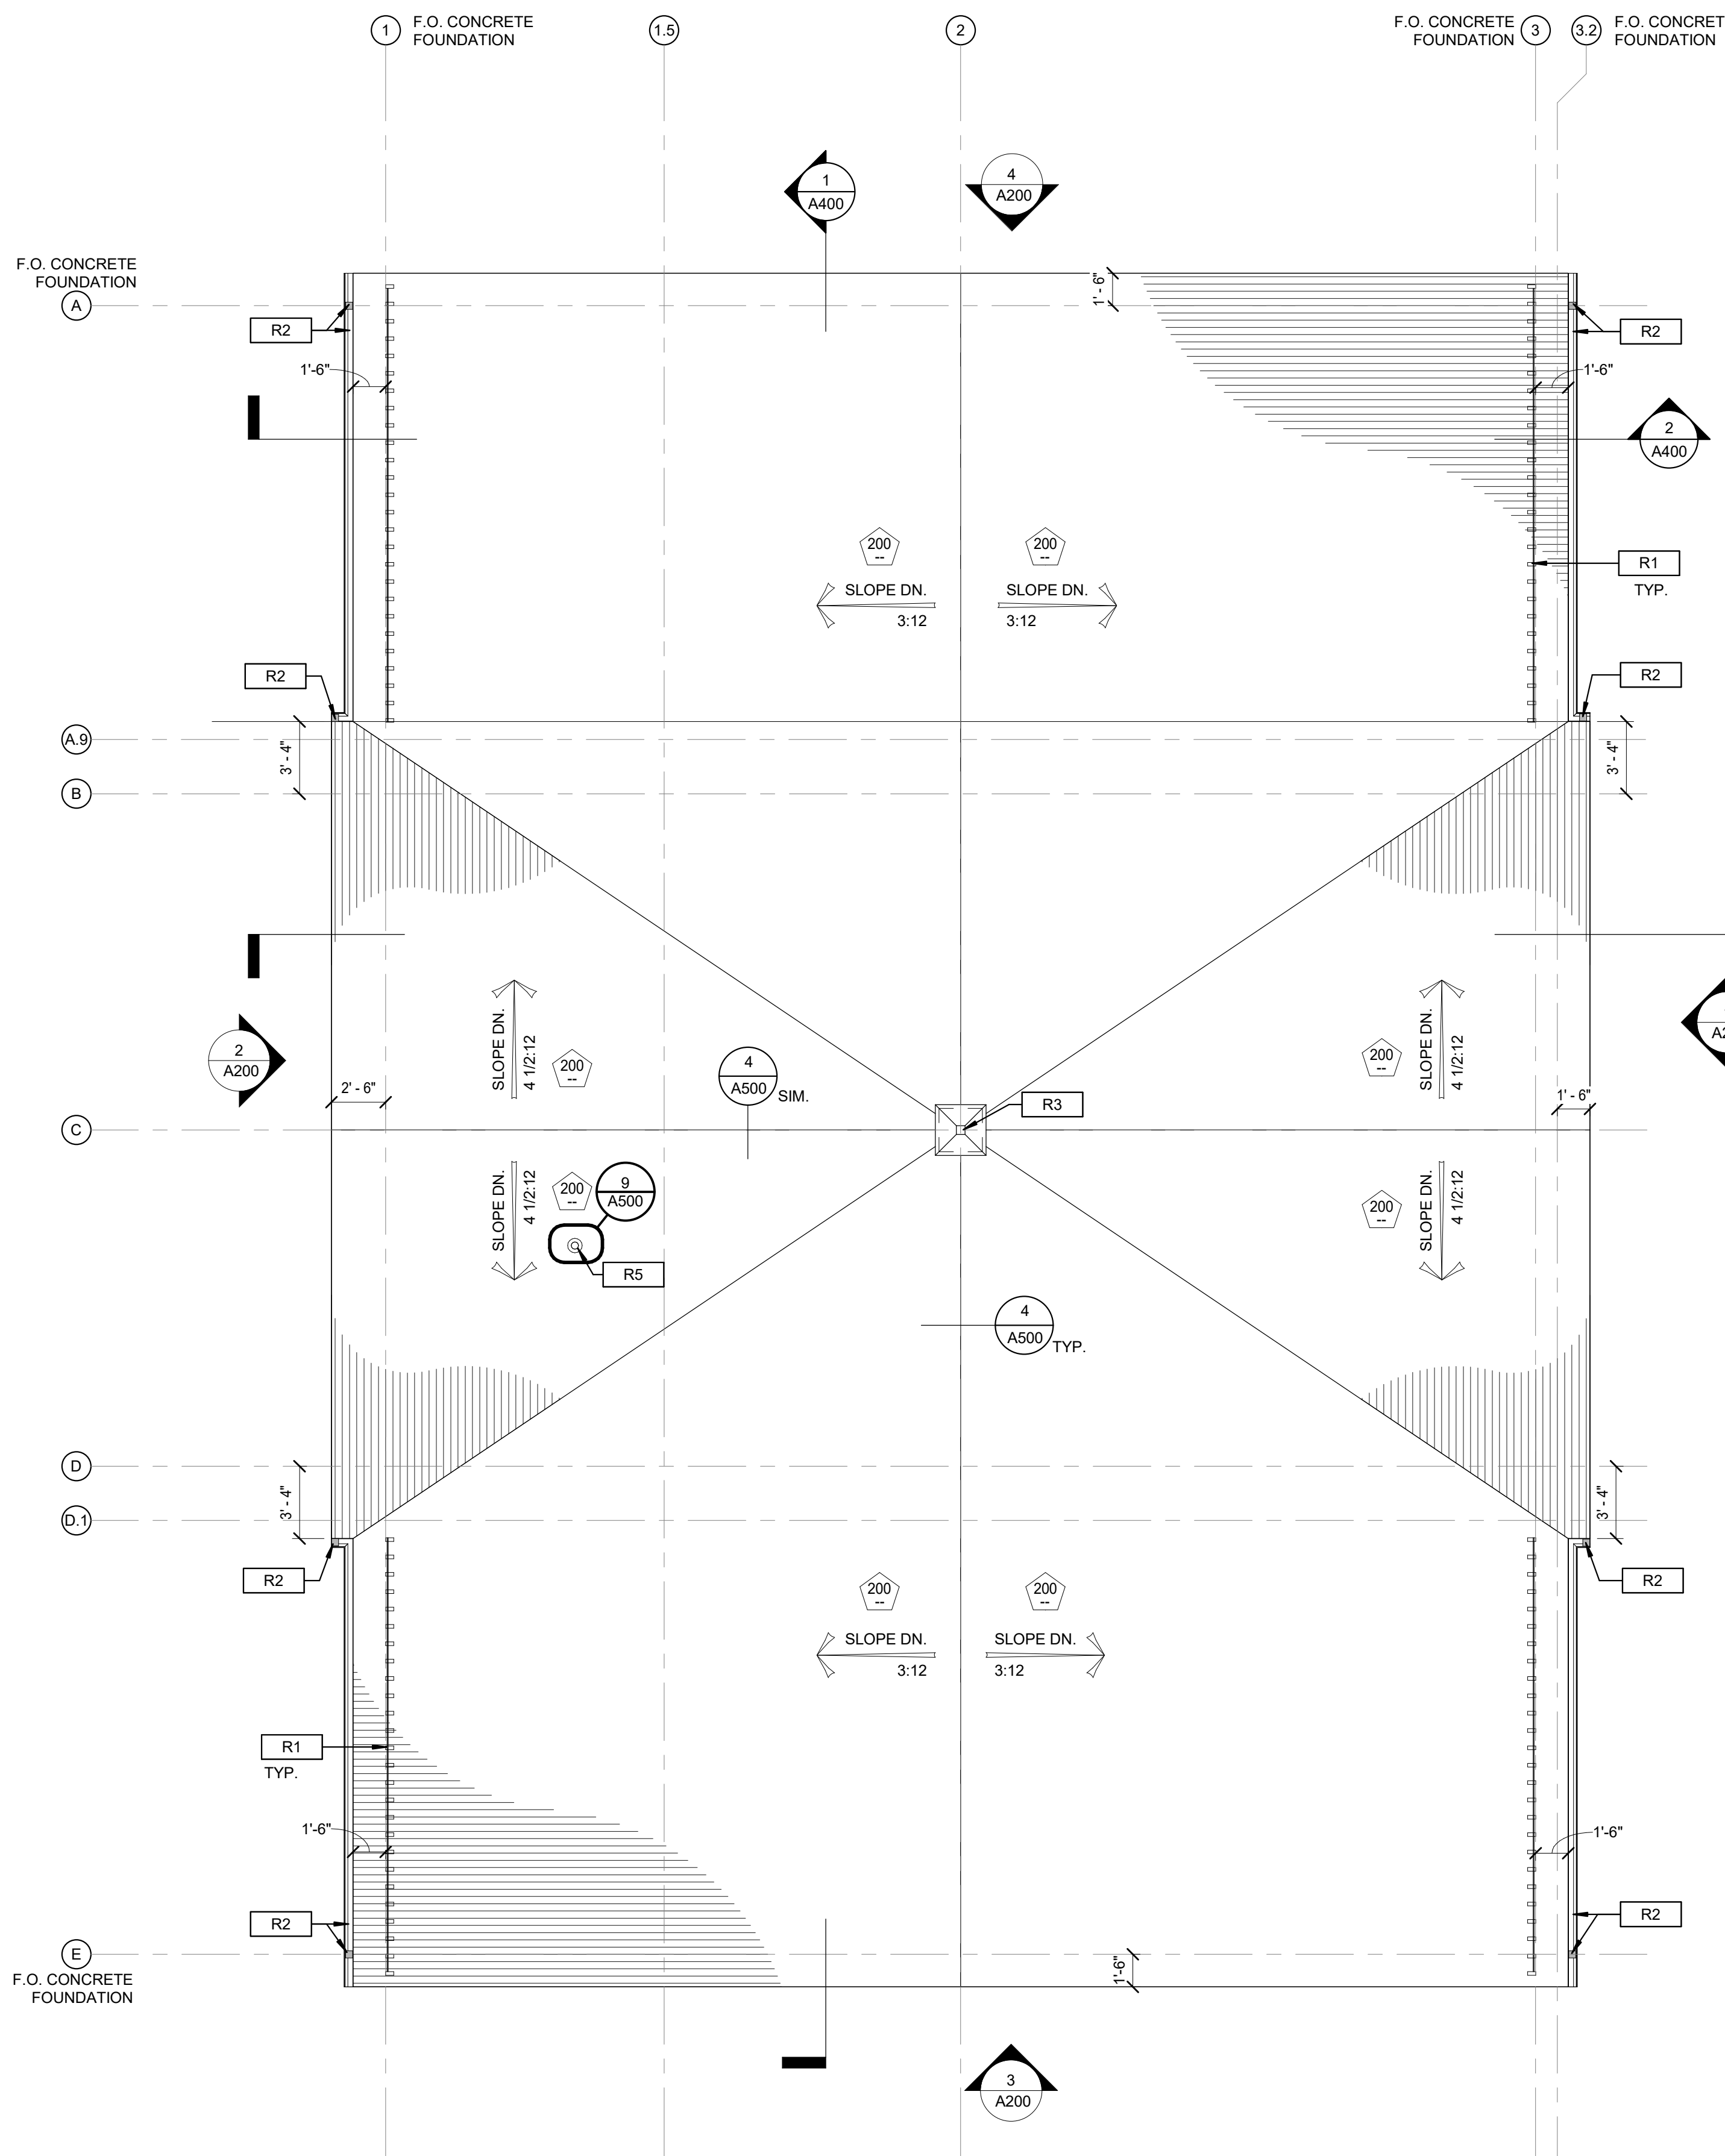 1
F.O. CONCRETE
FOUNDATION
1.5
2
F.O. CONCRETE
FOUNDATION
3
3.2
F.O. CONCRET
FOUNDATION
1
A400
4
A200
F.O. CONCRETE
FOUNDATION
A
1' - 6"
R2
R2
1'-6"
1'-6"
2
A400
200
--
200
--
R1
TYP.
SLOPE DN.
3:12
SLOPE DN.
3:12
R2
R2
A.9
3' - 4"
3' - 4"
B
2
A200
SLOPE DN.
4 1/2:12
200
--
4
A500
SIM.
200
--
SLOPE DN.
4 1/2:12
2' - 6"
R3
1' - 6"
C
SLOPE DN.
4 1/2:12
200
--
9
A500
200
--
SLOPE DN.
4 1/2:12
R5
4
A500
TYP.
D
3' - 4"
3' - 4"
D.1
R2
R2
200
--
200
--
SLOPE DN.
3:12
SLOPE DN.
3:12
R1
TYP.
1'-6"
1'-6"
R2
R2
E
F.O. CONCRETE
FOUNDATION
1'-6"
3
A200